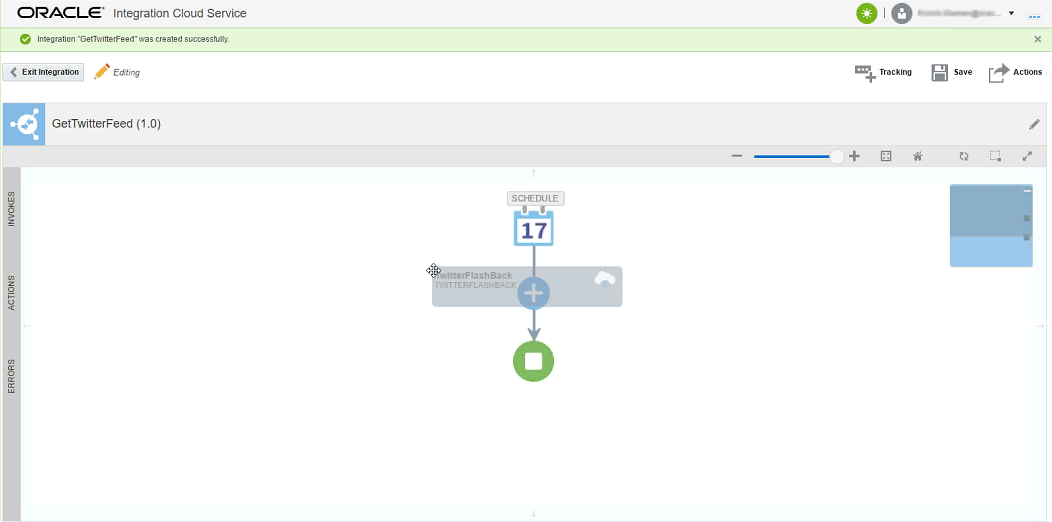 ORACLE® Integration Cloud Service
Integration "GetTwitterFeed" was created successfully.
Exit Integration
Editing
Tracking
Save
Actions
GetTwitterFeed (1.0)
INVOKES
ACTIONS
ERRORS
SCHEDULE
17
TwitterFlashBack
TWITTERFLASHBACK